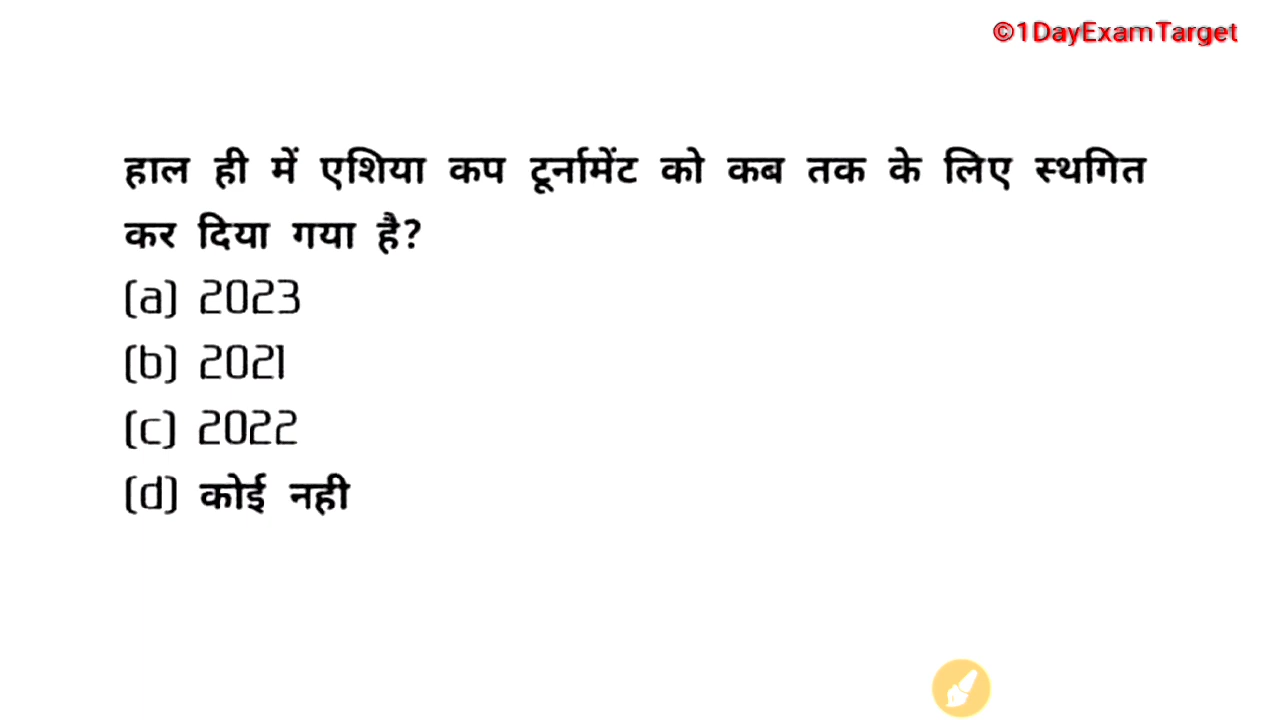 ©1DayExamTarget
हाल ही में एशिया कप टूर्नामेंट को कब तक के लिए स्थगित
कर दिया गया है?
(a) 2023
(b) 2021
(c) 2022
(d) कोई नही